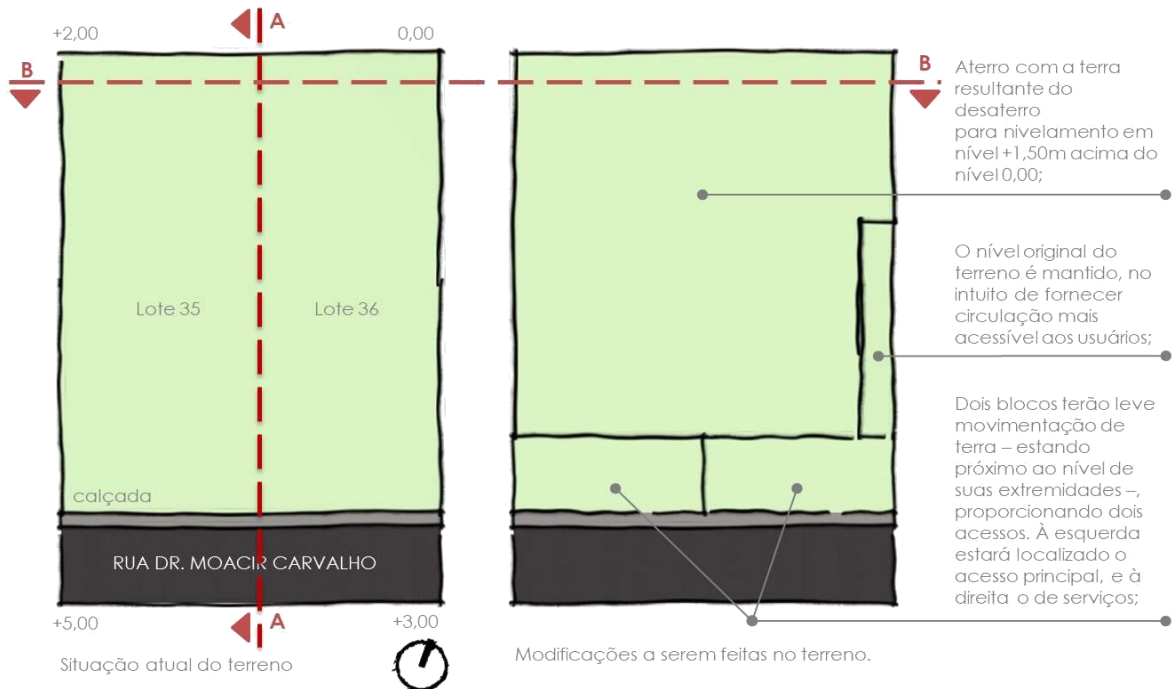 A
+2,00
0,00
B
B
Lote 35
Lote 36
calçada
RUA DR. MOACIR CARVALHO
+5,00
A
+3,00
Situação atual do terreno
Modificações a serem feitas no terreno.
Aterro com a terra
resultante do
desaterro
para nivelamento em
nível +1,50m acima do
nível 0,00;
O nível original do
terreno é mantido, no
intuito de fornecer
circulação mais
acessível aos usuários;
Dois blocos terão leve
movimentação de
terra – estando
próximo ao nível de
suas extremidades –,
proporcionando dois
acessos. À esquerda
estará localizado o
acesso principal, e à
direita o de serviços;